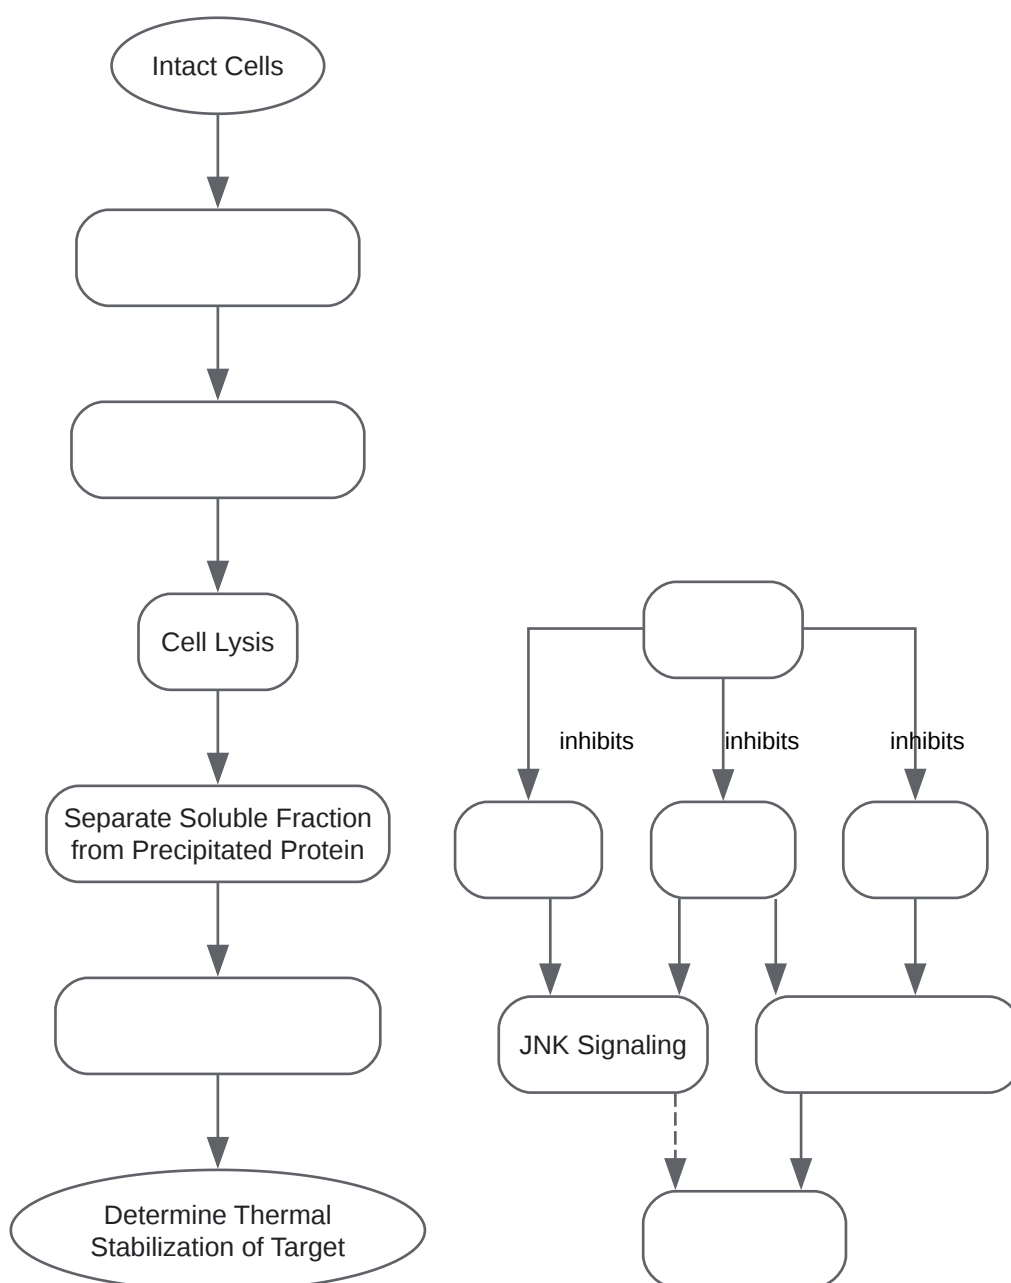 Intact Cells
Cell Lysis
Separate Soluble Fraction
from Precipitated Protein
Determine Thermal
Stabilization of Target
inhibits
inhibits
inhibits
JNK Signaling